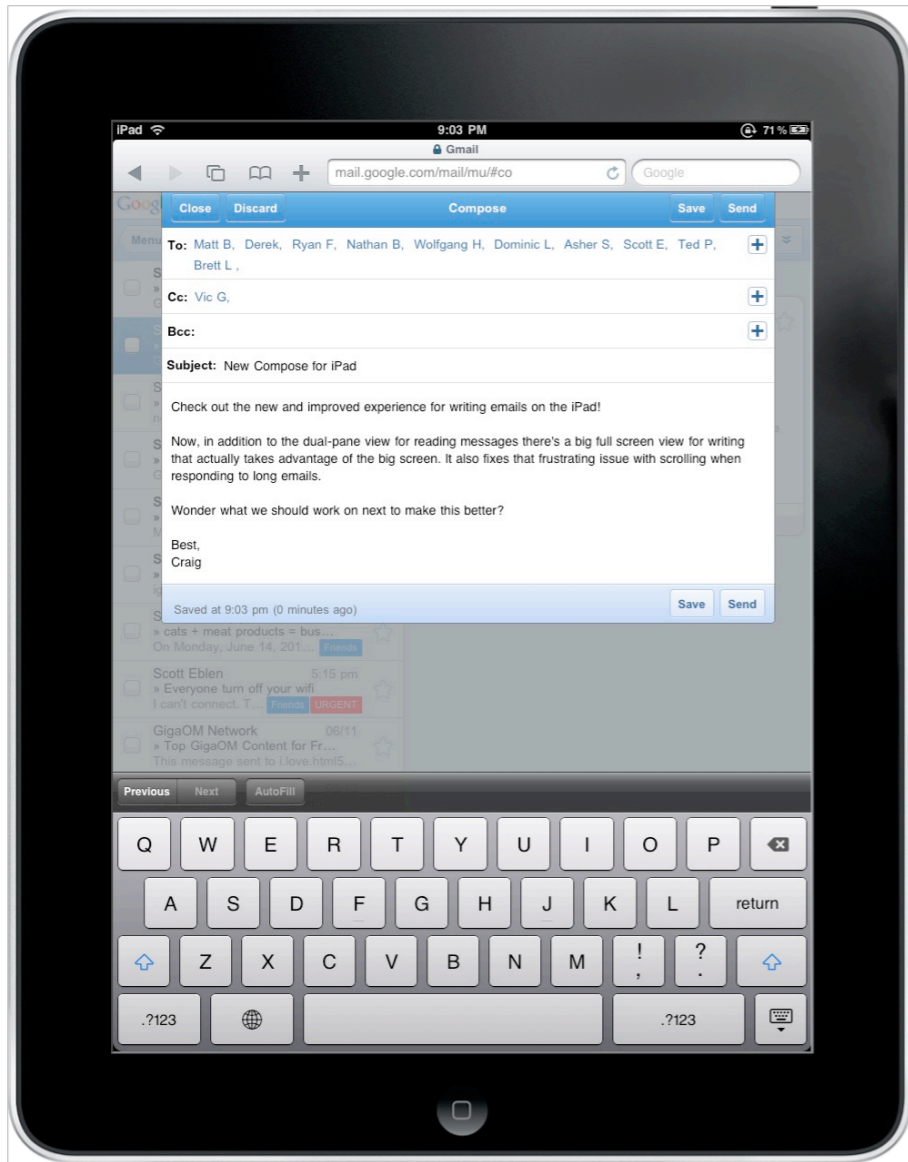 iPad 9:03 PM 71%
Gmail
mail.google.com/mail/mu/#co Google
Goog Close Discard Compose Save Send
Menu To: Matt B, Derek, Ryan F, Nathan B, Wolfgang H, Dominic L, Asher S, Scott E, Ted P,
Brett L ,
Cc: Vic G,
Bcc:
Subject: New Compose for iPad
Check out the new and improved experience for writing emails on the iPad!
Now, in addition to the dual-pane view for reading messages there's a big full screen view for writing
that actually takes advantage of the big screen. It also fixes that frustrating issue with scrolling when
responding to long emails.
Wonder what we should work on next to make this better?
Best,
Craig
Saved at 9:03 pm (0 minutes ago) Save Send
» cats + meat products = bus...
On Monday, June 14, 201... Friends
Scott Eblen 5:15 pm
» Everyone turn off your wifi
I can't connect. T... Friends URGENT
GigaOM Network 06/11
» Top GigaOM Content for Fr...
This message sent to i.love.html5...
Previous Next AutoFill
Q W E R T Y U I O P
A S D F G H J K L return
Z X C V B N M ! , ? .
.?123 .?123